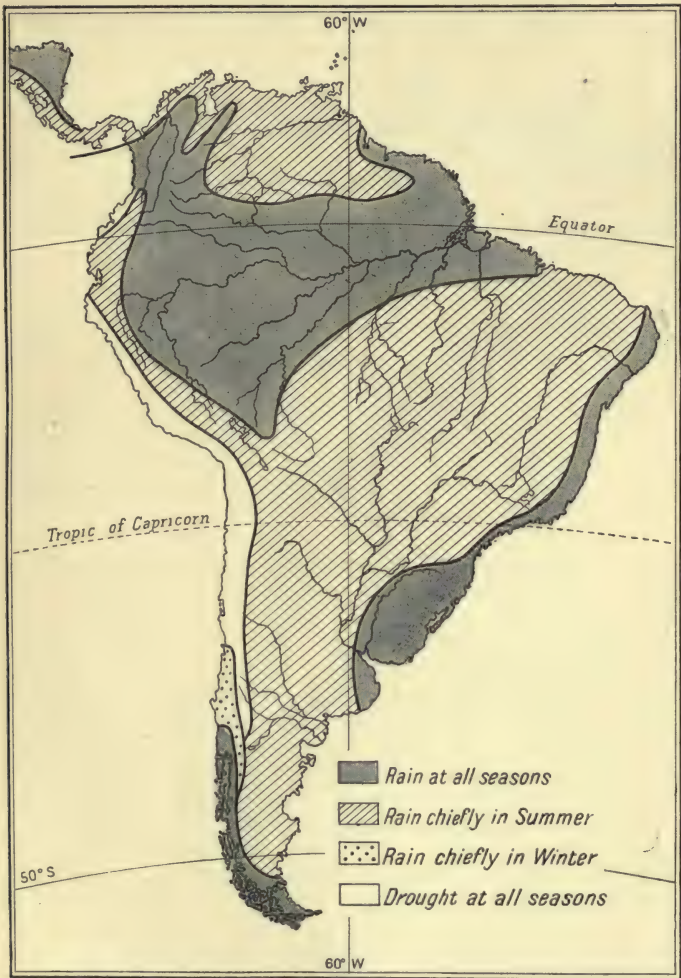 60° W
Equator
Tropic of Capricorn
Rain at all seasons
Rain chiefly in Summer
Rain chiefly in Winter
Drought at all seasons
50° S
60° W